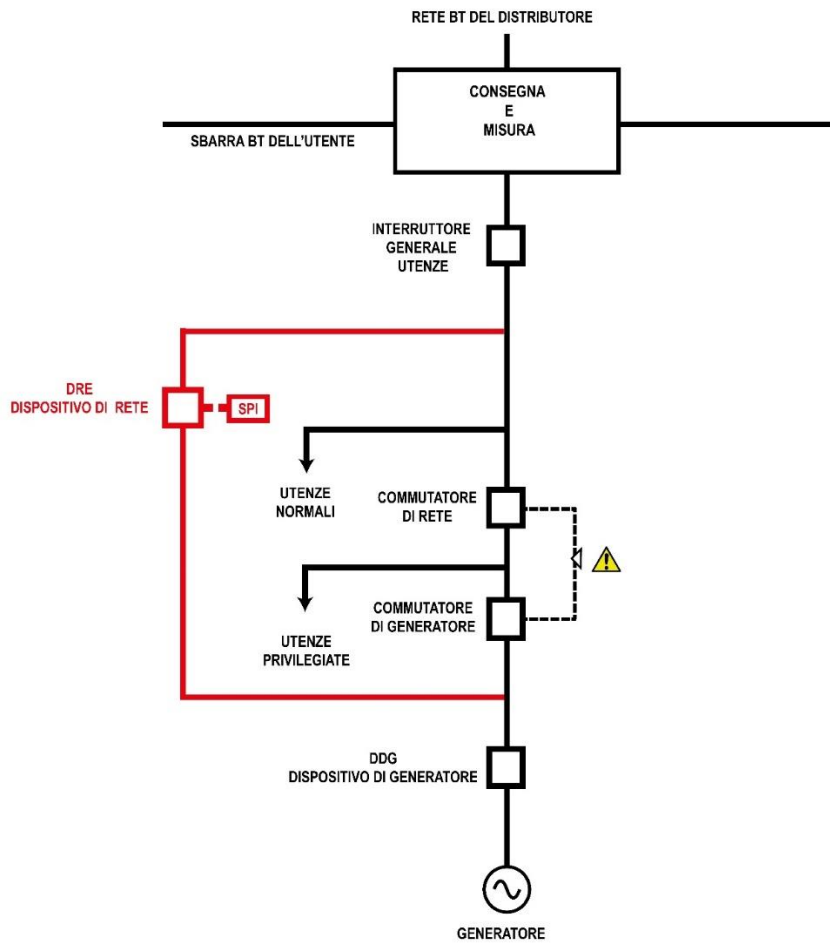 RETE BT DEL DISTRIBUTORE
CONSEGNA
E
MISURA
SBARRA BT DELL'UTENTE
INTERRUTTORE
GENERALE
UTENZE
DRE
DISPOSITIVO DI RETE
SPI
UTENZE
NORMALI
COMMUTATORE
DI RETE
UTENZE
PRIVILEGIATE
COMMUTATORE
DI GENERATORE
DDG
DISPOSITIVO DI GENERATORE
GENERATORE